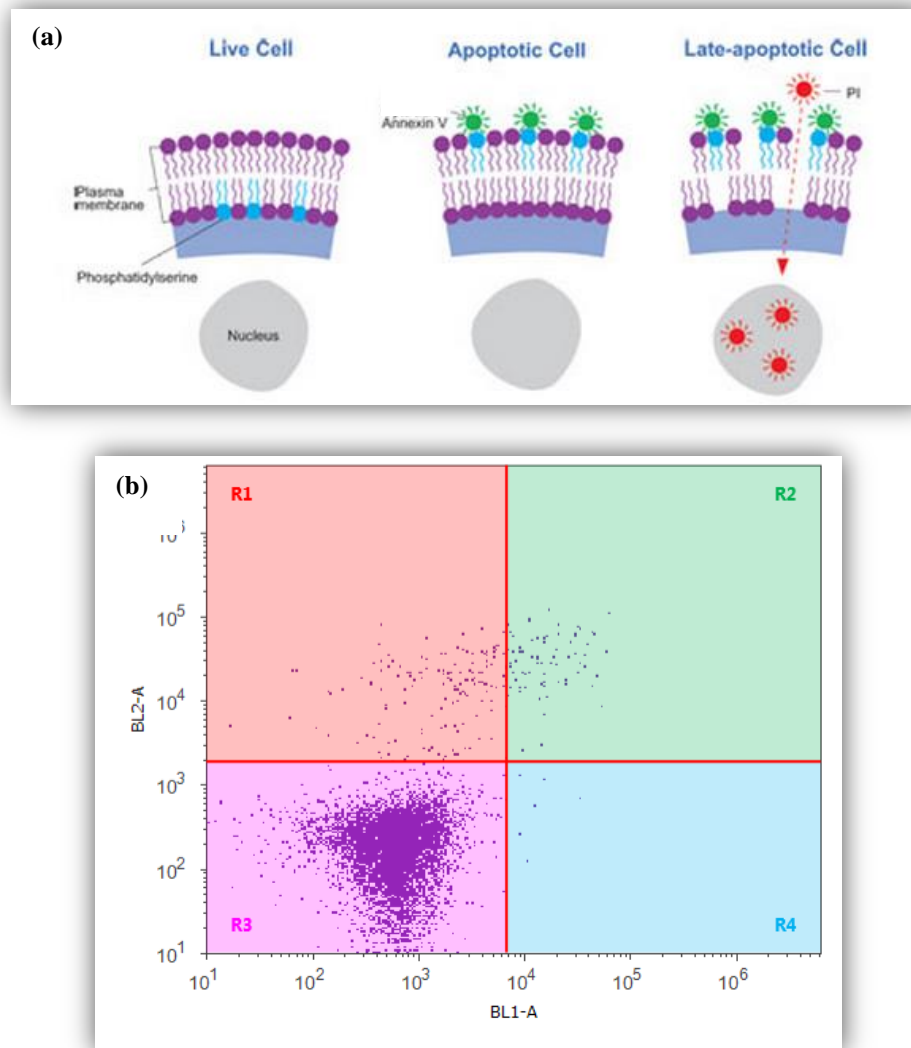 (a)
Live Cell
Apoptotic Cell
Late-apoptotic Cell
PI
Annexin V
Plasma
membrane
Phosphatidylserine
Nucleus
(b)
R1
R2
10⁵
10⁴
10³
10²
10¹
BL2-A
R3
R4
10¹
10²
10³
10⁴
10⁵
10⁶
BL1-A